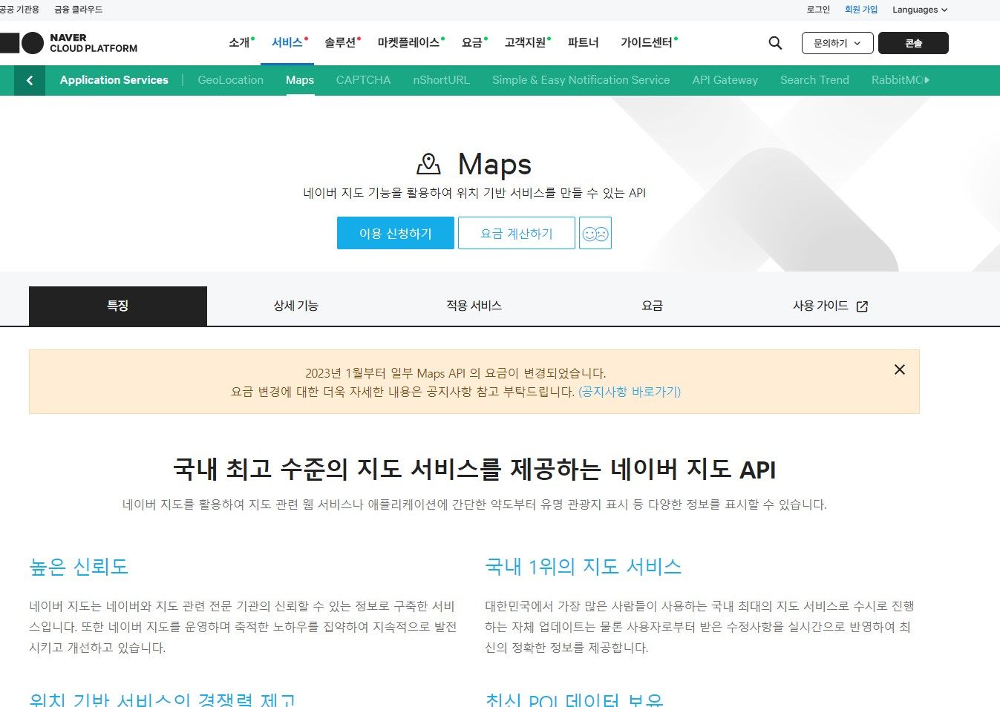 공공 기관용 금융 클라우드 로그인 회원 가입 Languages
NAVER
CLOUD PLATFORM
소개 서비스 솔루션 마켓플레이스 요금 고객지원 파트너 가이드센터 문의하기 콘솔
Application Services | GeoLocation Maps CAPTCHA nShortURL Simple & Easy Notification Service API Gateway Search Trend RabbitMQ
Maps
네이버 지도 기능을 활용하여 위치 기반 서비스를 만들 수 있는 API
이용 신청하기 요금 계산하기
특징 상세 기능 적용 서비스 요금 사용 가이드
2023년 1월부터 일부 Maps API 의 요금이 변경되었습니다.
요금 변경에 대한 더욱 자세한 내용은 공지사항 참고 부탁드립니다. (공지사항 바로가기)
국내 최고 수준의 지도 서비스를 제공하는 네이버 지도 API
네이버 지도를 활용하여 지도 관련 웹 서비스나 애플리케이션에 간단한 약도부터 유명 관광지 표시 등 다양한 정보를 표시할 수 있습니다.
높은 신뢰도
네이버 지도는 네이버와 지도 관련 전문 기관의 신뢰할 수 있는 정보로 구축한 서비
스입니다. 또한 네이버 지도를 운영하며 축적한 노하우를 집약하여 지속적으로 발전
시키고 개선하고 있습니다.
국내 1위의 지도 서비스
대한민국에서 가장 많은 사람들이 사용하는 국내 최대의 지도 서비스로 수시로 진행
하는 자체 업데이트는 물론 사용자로부터 받은 수정사항을 실시간으로 반영하여 최
신의 정확한 정보를 제공합니다.
위치 기반 서비스의 경쟁력 제고
최신 POI 데이터 보유